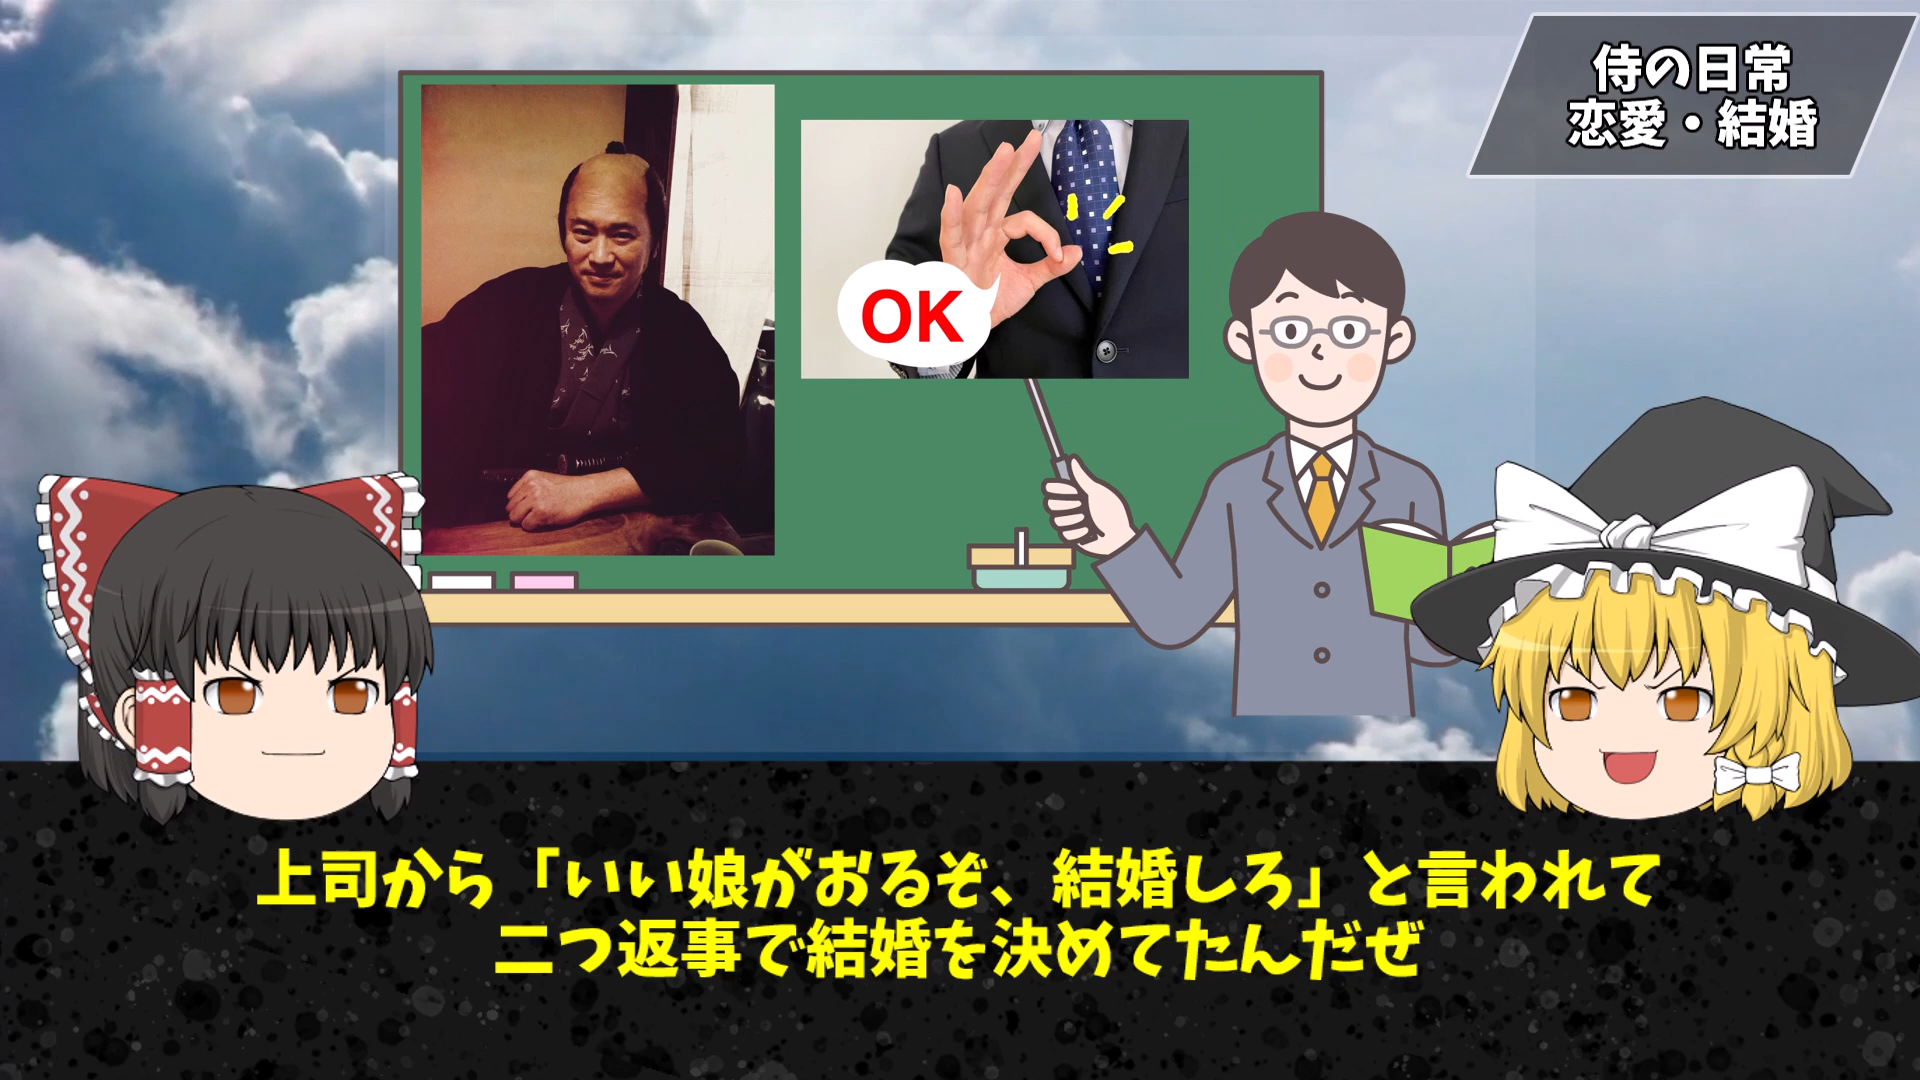 侍の日常
恋愛・結婚
OK
上司から「いい娘がおるぞ、結婚しろ」と言われて
二つ返事で結婚を決めてたんだぜ